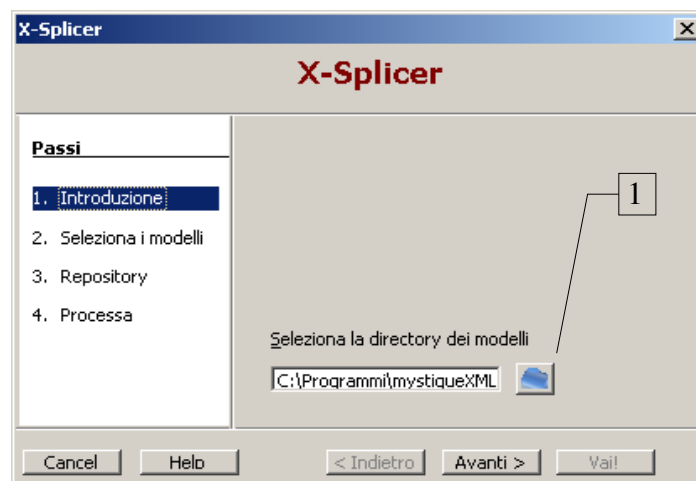 X-Splicer
X-Splicer
Passi
1. Introduzione
2. Seleziona i modelli
3. Repository
4. Processa
1
Seleziona la directory dei modelli
C:\Programmi\mystiqueXML
Cancel Help < Indietro Avanti > Vai!